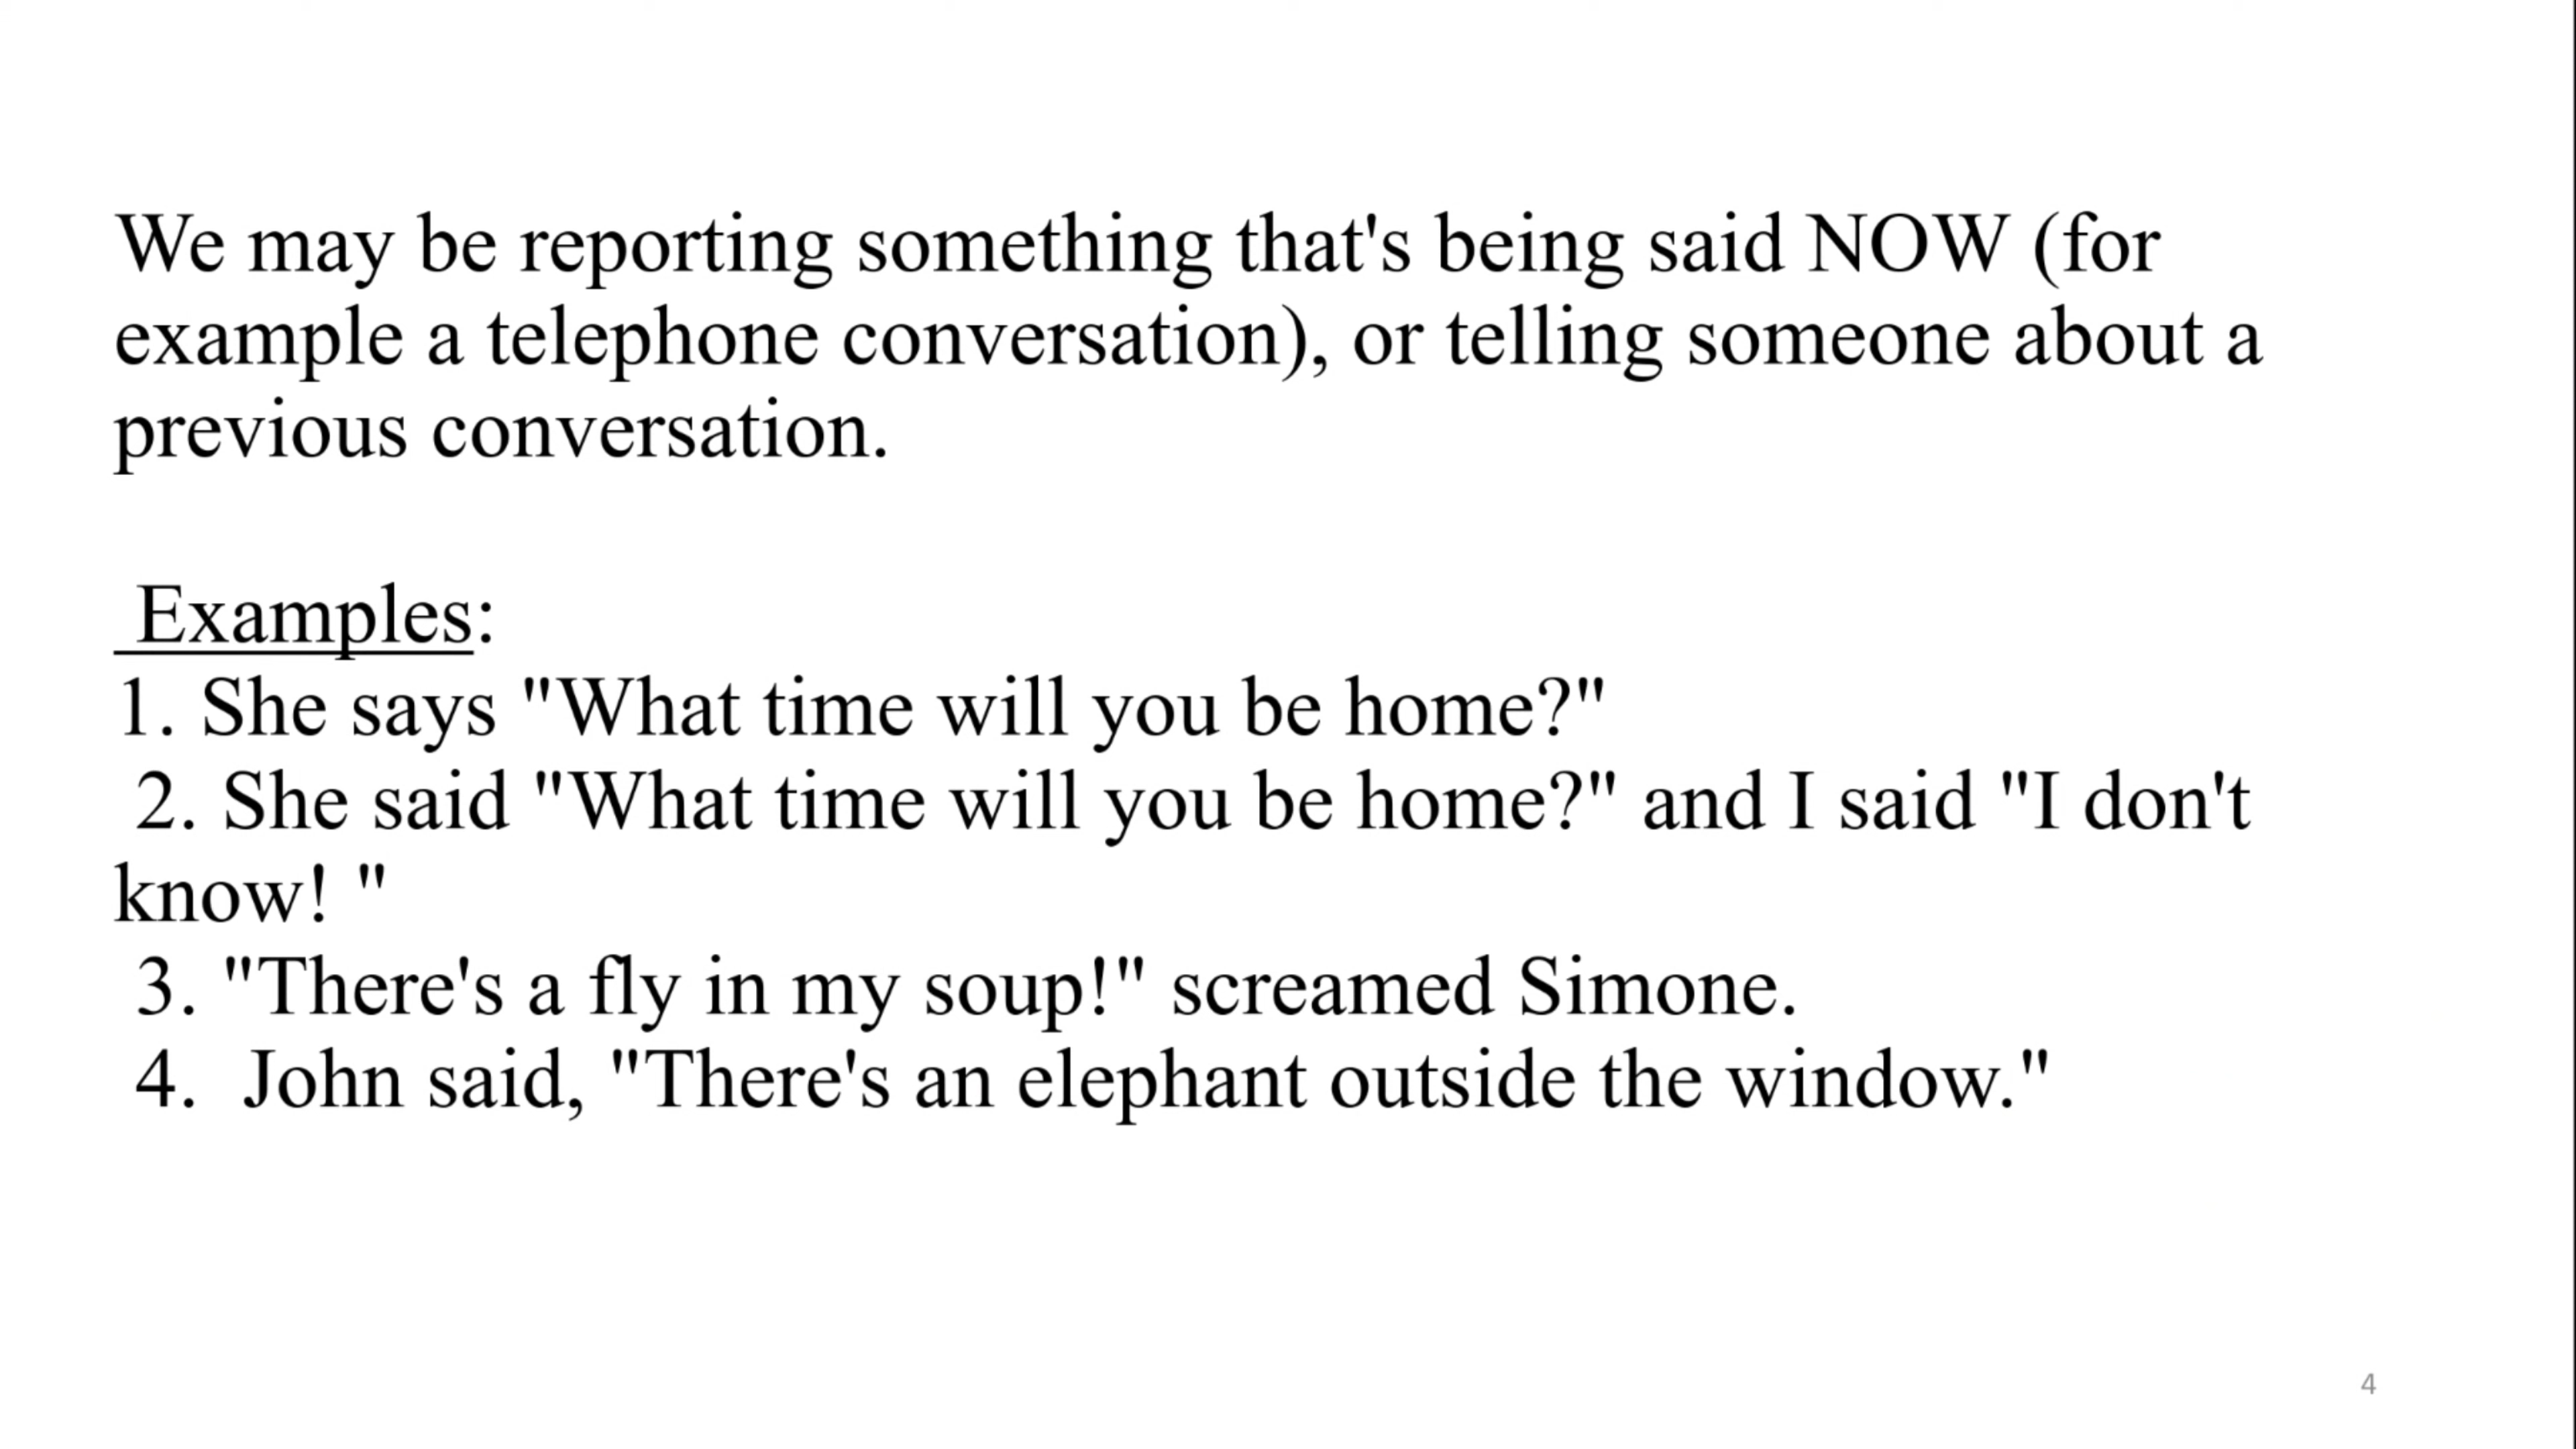 We may be reporting something that's being said NOW (for
example a telephone conversation), or telling someone about a
previous conversation.
Examples:
1. She says "What time will you be home?"
2. She said "What time will you be home?" and I said "I don't
know! "
3. "There's a fly in my soup!" screamed Simone.
4.  John said, "There's an elephant outside the window."
4